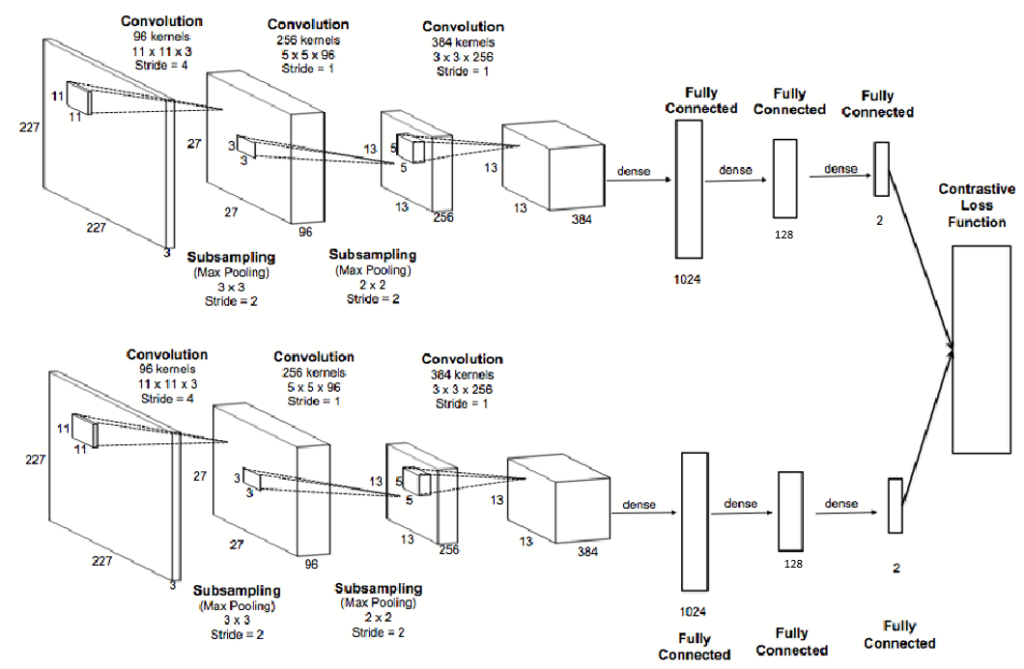 Convolution
96 kernels
11 x 11 x 3
Stride = 4
Convolution
256 kernels
5 x 5 x 96
Stride = 1
Convolution
384 kernels
3 x 3 x 256
Stride = 1
11
11
227
227
3
27
27
3
3
96
13
5
5
13
256
13
13
384
Subsampling
(Max Pooling)
3 x 3
Stride = 2
Subsampling
(Max Pooling)
2 x 2
Stride = 2
dense
Fully
Connected
1024
dense
Fully
Connected
128
dense
Fully
Connected
2
Contrastive
Loss
Function
Convolution
96 kernels
11 x 11 x 3
Stride = 4
Convolution
256 kernels
5 x 5 x 96
Stride = 1
Convolution
384 kernels
3 x 3 x 256
Stride = 1
11
11
227
227
3
27
27
3
3
96
13
5
5
13
256
13
13
384
Subsampling
(Max Pooling)
3 x 3
Stride = 2
Subsampling
(Max Pooling)
2 x 2
Stride = 2
dense
1024
Fully
Connected
dense
128
Fully
Connected
dense
2
Fully
Connected